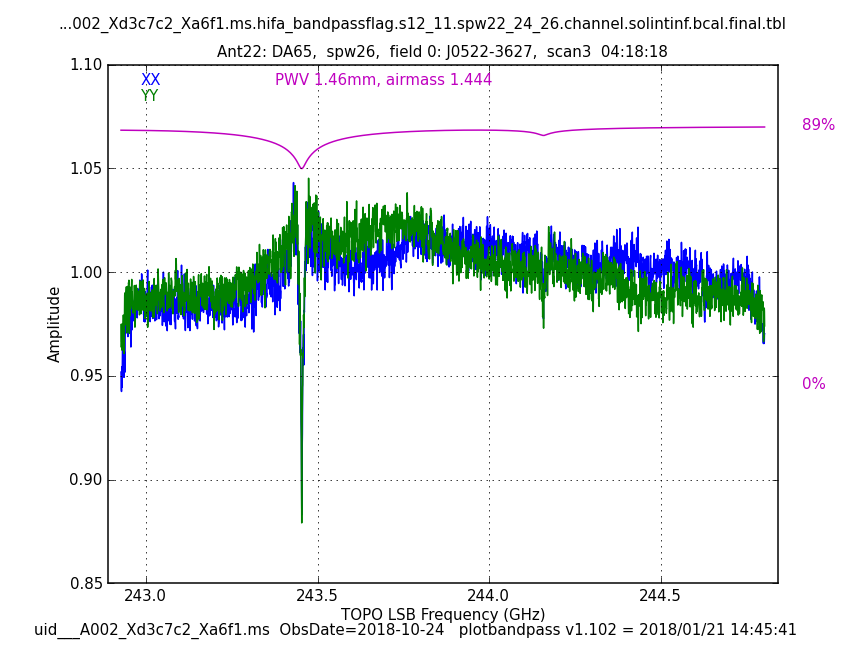 ...002_Xd3c7c2_Xa6f1.ms.hifa_bandpassflag.s12_11.spw22_24_26.channel.solintinf.bcal.final.tbl
Ant22: DA65,  spw26,  field 0: J0522-3627,  scan3  04:18:18
XX
YY
PWV 1.46mm, airmass 1.444
89%
0%
1.10
1.05
1.00
0.95
0.90
0.85
Amplitude
243.0
243.5
244.0
244.5
TOPO LSB Frequency (GHz)
uid___A002_Xd3c7c2_Xa6f1.ms  ObsDate=2018-10-24   plotbandpass v1.102 = 2018/01/21 14:45:41